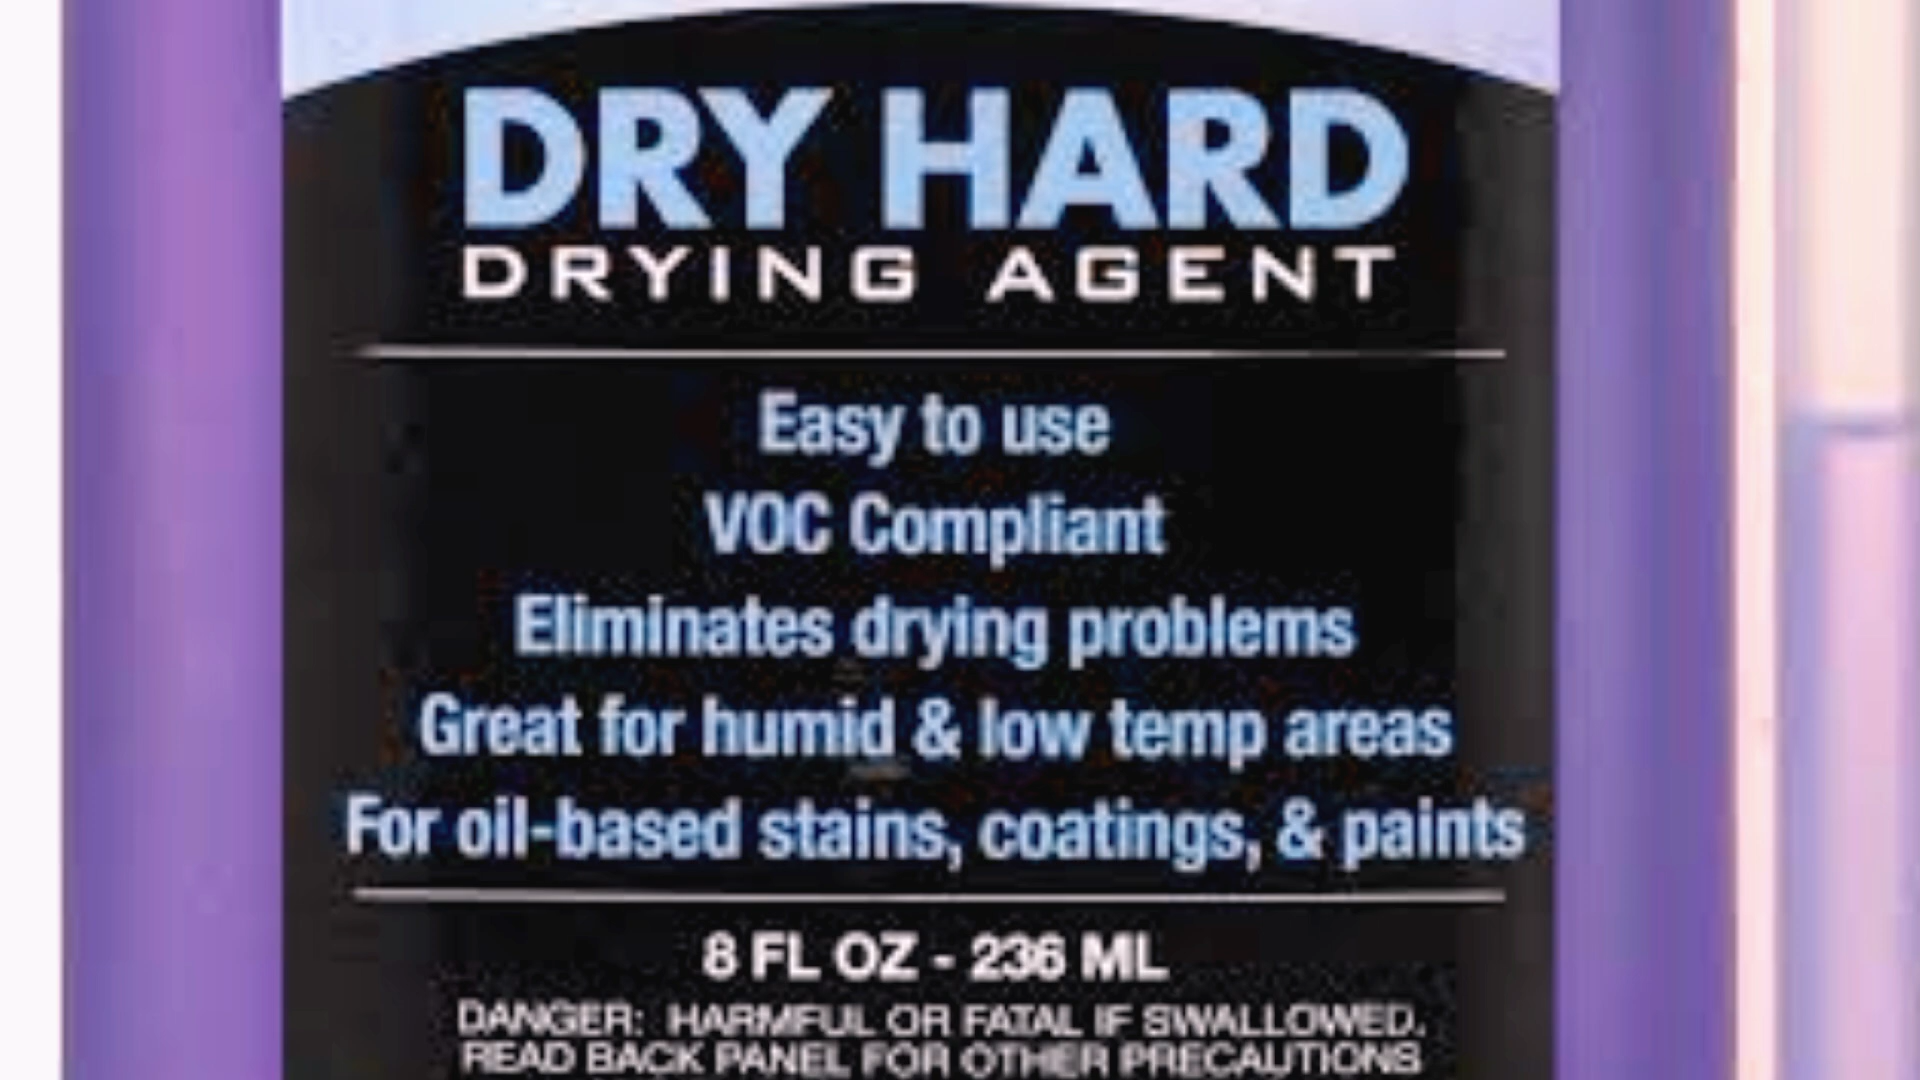 DRY HARD
DRYING AGENT
Easy to use
VOC Compliant
Eliminates drying problems
Great for humid & low temp areas
For oil-based stains, coatings, & paints
8 FL OZ - 236 ML
DANGER: HARMFUL OR FATAL IF SWALLOWED.
READ BACK PANEL FOR OTHER PRECAUTIONS